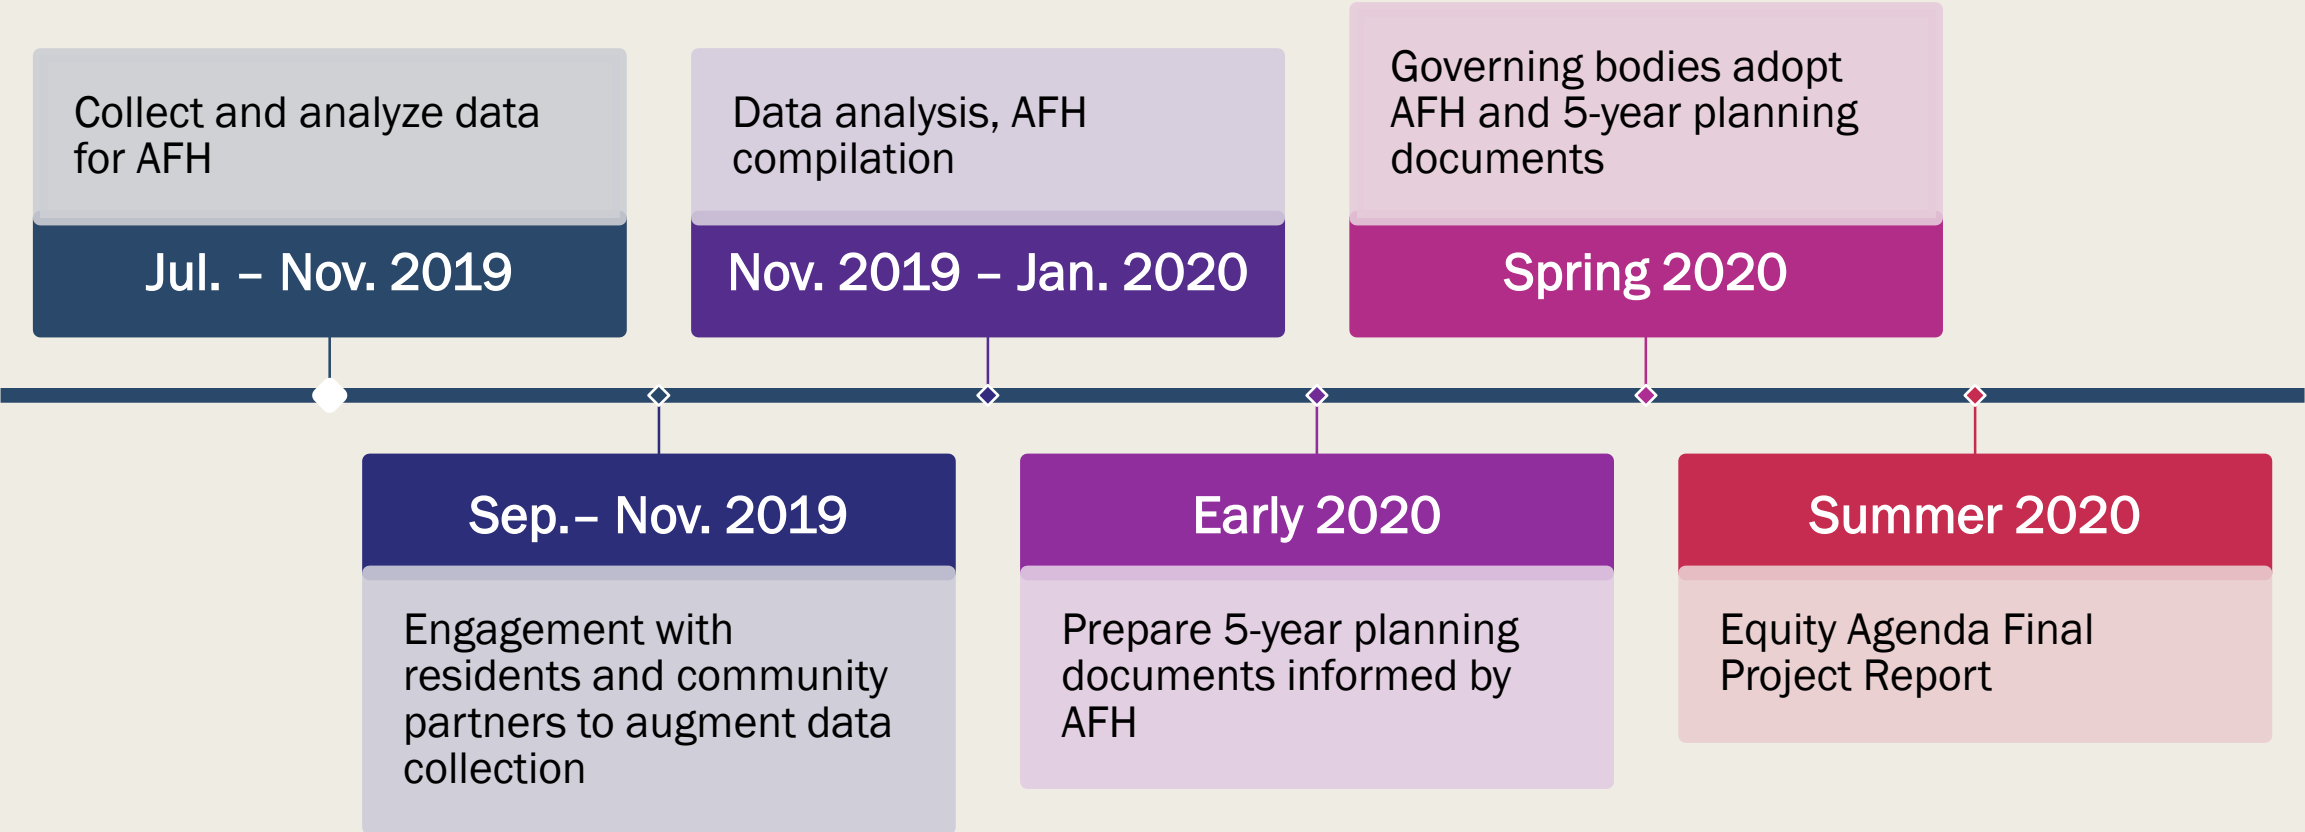 Collect and analyze data
for AFH
Jul. – Nov. 2019
Sep.– Nov. 2019
Engagement with
residents and community
partners to augment data
collection
Data analysis, AFH
compilation
Nov. 2019 – Jan. 2020
Early 2020
Prepare 5-year planning
documents informed by
AFH
Governing bodies adopt
AFH and 5-year planning
documents
Spring 2020
Summer 2020
Equity Agenda Final
Project Report